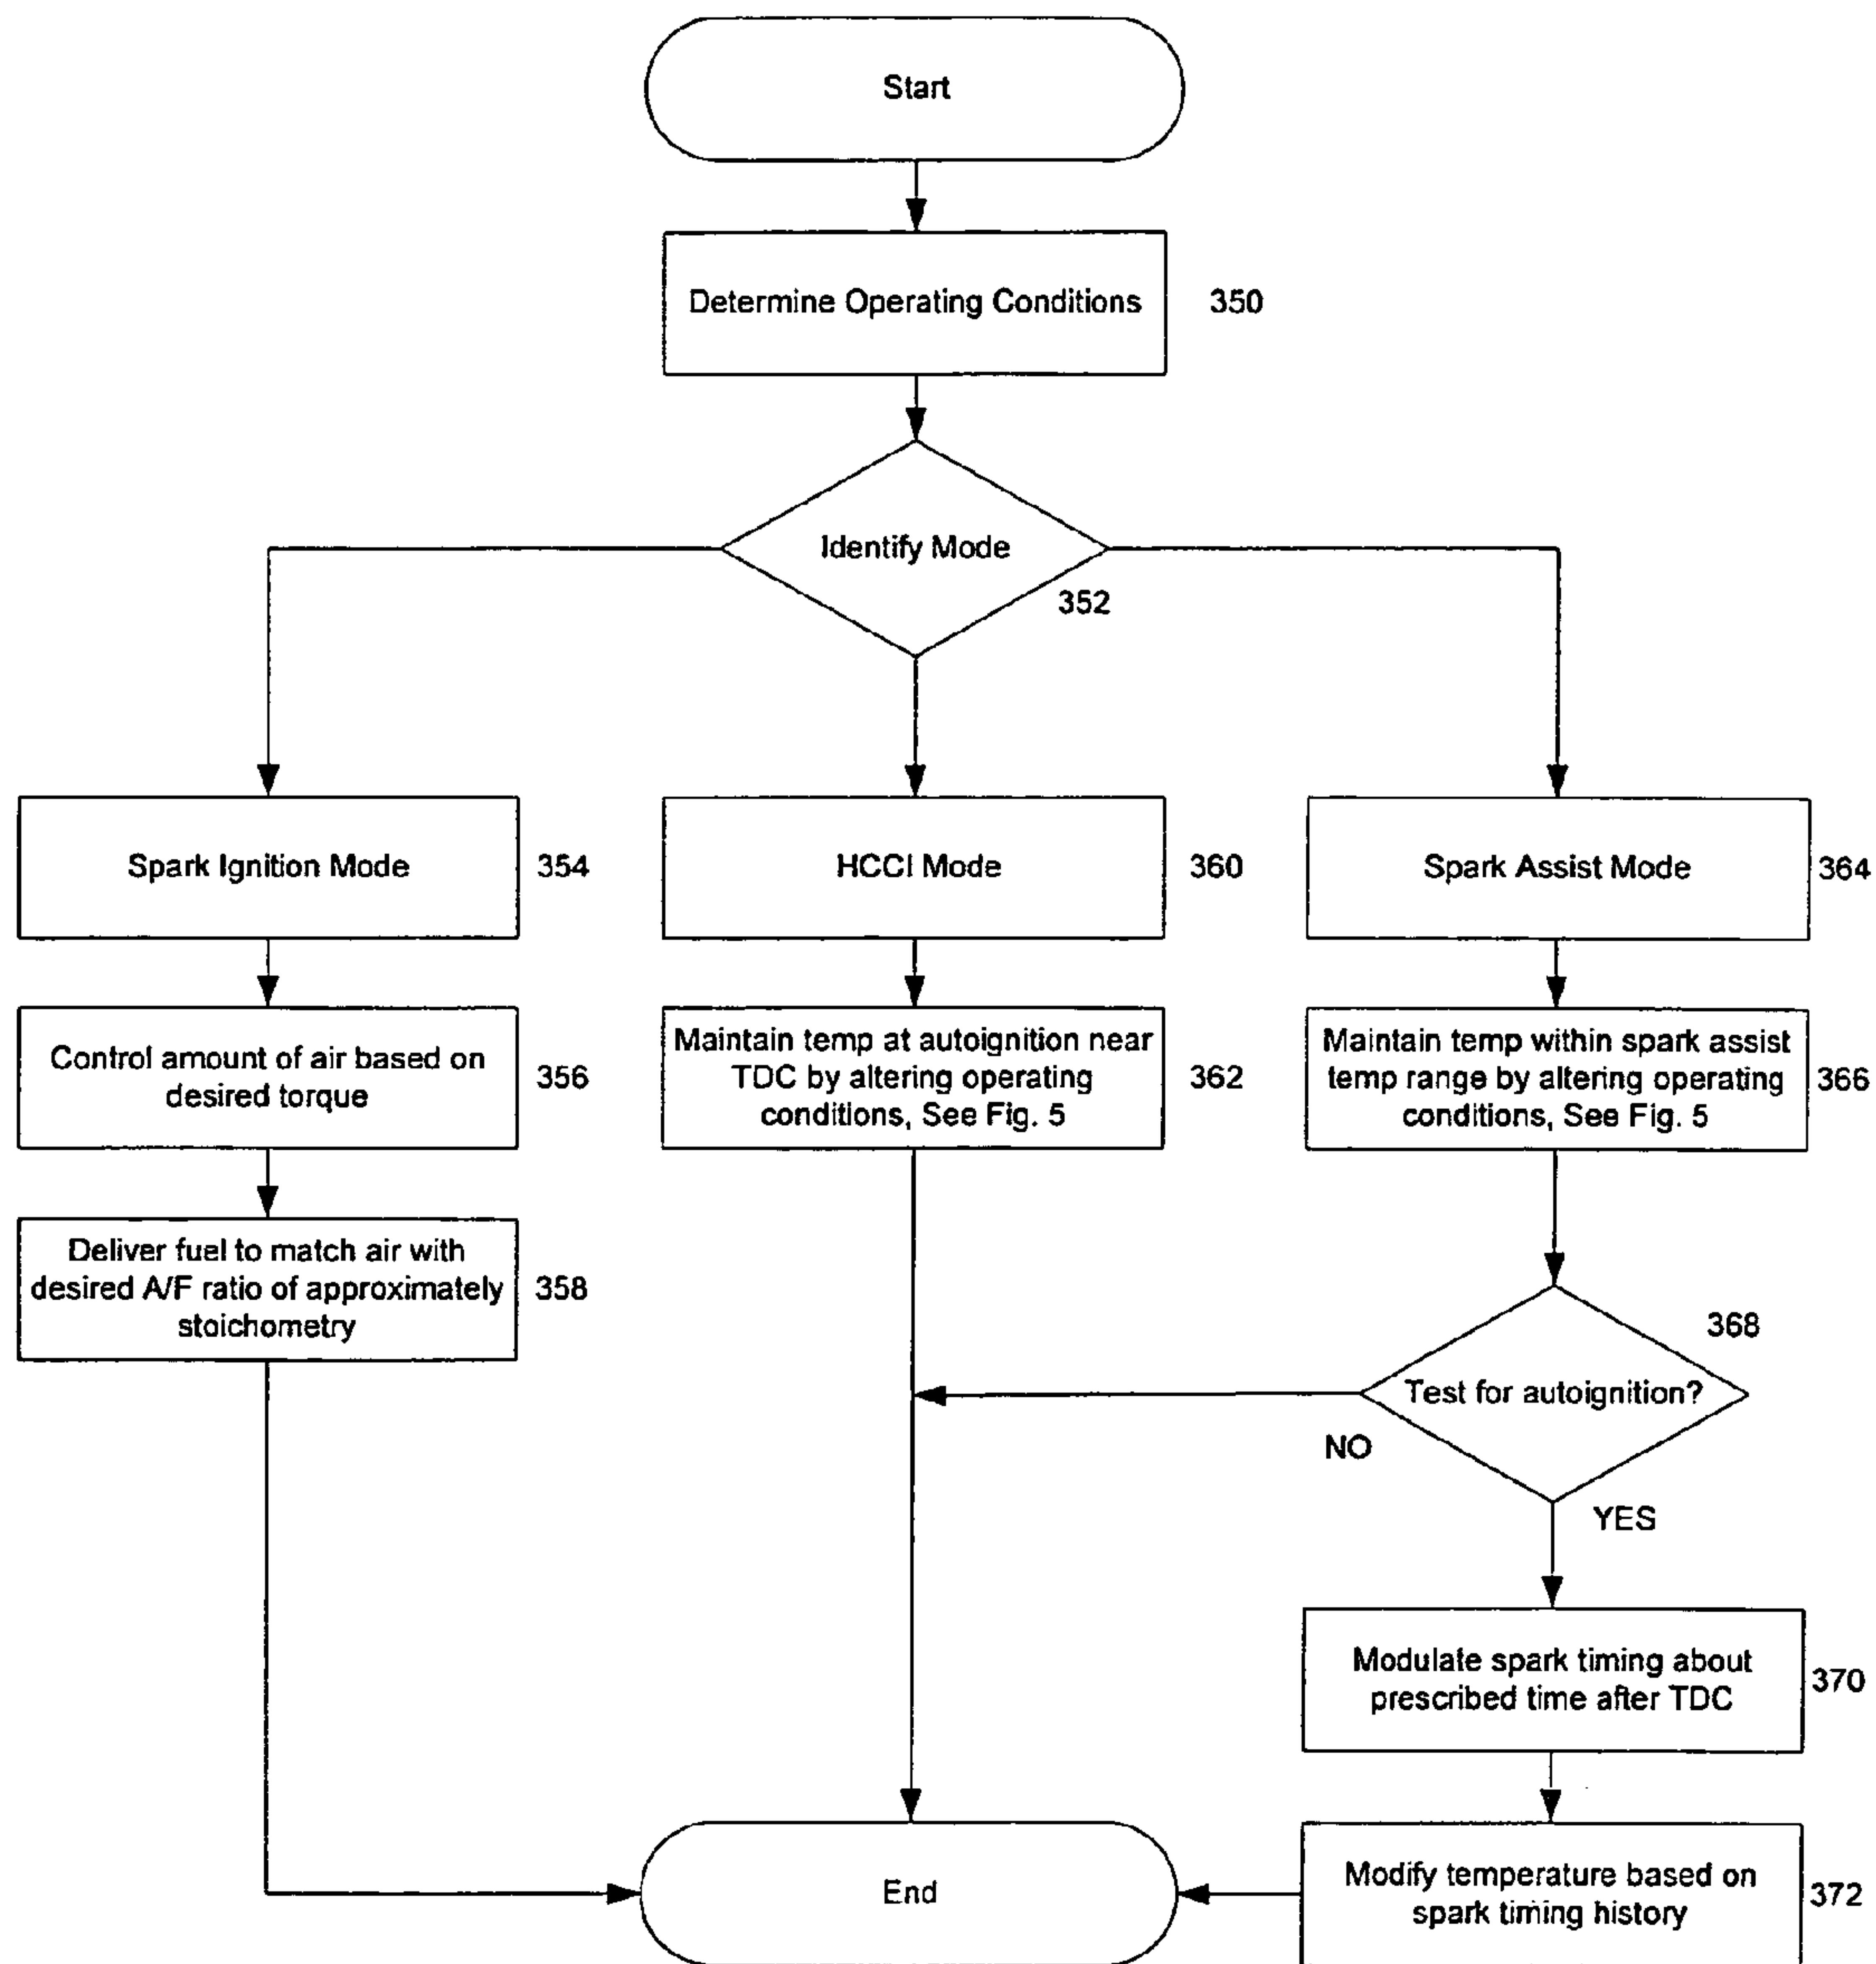 Start
Determine Operating Conditions
350
Identify Mode
352
Spark Ignition Mode
354
HCCI Mode
360
Spark Assist Mode
364
Control amount of air based on
desired torque
356
Maintain temp at autoignition near
TDC by altering operating
conditions, See Fig. 5
362
Maintain temp within spark assist
temp range by altering operating
conditions, See Fig. 5
366
Deliver fuel to match air with
desired A/F ratio of approximately
stoichometry
358
368
Test for autoignition?
NO
YES
Modulate spark timing about
prescribed time after TDC
370
End
Modify temperature based on
spark timing history
372